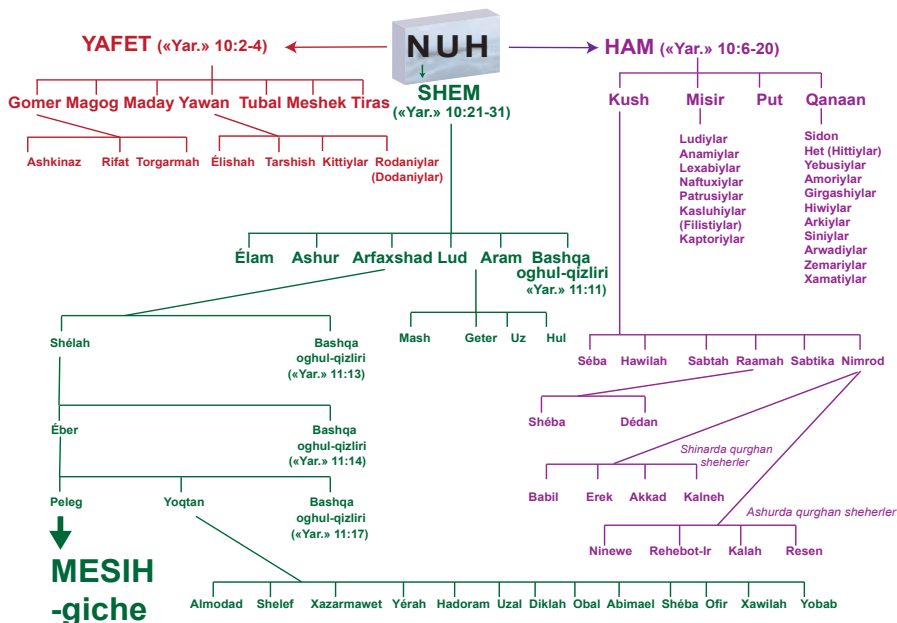 NUH
YAFET («Yar.» 10:2-4)
HAM («Yar.» 10:6-20)
SHEM
(«Yar.» 10:21-31)
Gomer Magog Maday Yawan Tubal Meshek Tiras
Ashkinaz Rifat Torgarmah Élishah Tarshish Kittiylar Rodaniylar
(Dodaniylar)
Kush Misir Put Qanaan
Ludiylar
Anamiylar
Lexabiylar
Naftuxiylar
Patrusiylar
Kasluhiylar
(Filistiylar)
Kaptoriylar
Sidon
Het (Hittiylar)
Yebusiylar
Amoriylar
Girgashiylar
Hiwiylar
Arkiylar
Siniylar
Arwadiylar
Zemariylar
Xamatiylar
Élam Ashur Arfaxshad Lud Aram Bashqa
oghul-qizliri
«Yar.» 11:11)
Mash Geter Uz Hul
Shélah Bashqa
oghul-qizliri
(«Yar.» 11:13)
Éber Bashqa
oghul-qizliri
(«Yar.» 11:14)
Peleg Yoqtan Bashqa
oghul-qizliri
(«Yar.» 11:17)
MESIH
-giche
Almodad Shelef Xazarmawet Yérah Hadoram Uzal Diklah Obal Abimael Shéba Ofir Xawilah Yobab
Séba Hawilah Sabtah Raamah Sabtika Nimrod
Shéba Dédan
Shinarda qurghan
sheherler
Babil Erek Akkad Kalneh
Ashurda qurghan sheherler
Ninewe Rehebot-Ir Kalah Resen